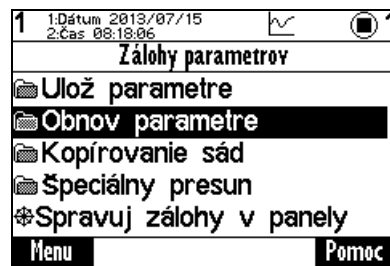 1 1:Dátum 2013/07/15
2:Čas 08:18:06
Zálohy parametrov
Ulož parametre
Obnov parametre
Kopírovanie sád
Špeciálny presun
Spravuj zálohy v panely
Menu Pomoc